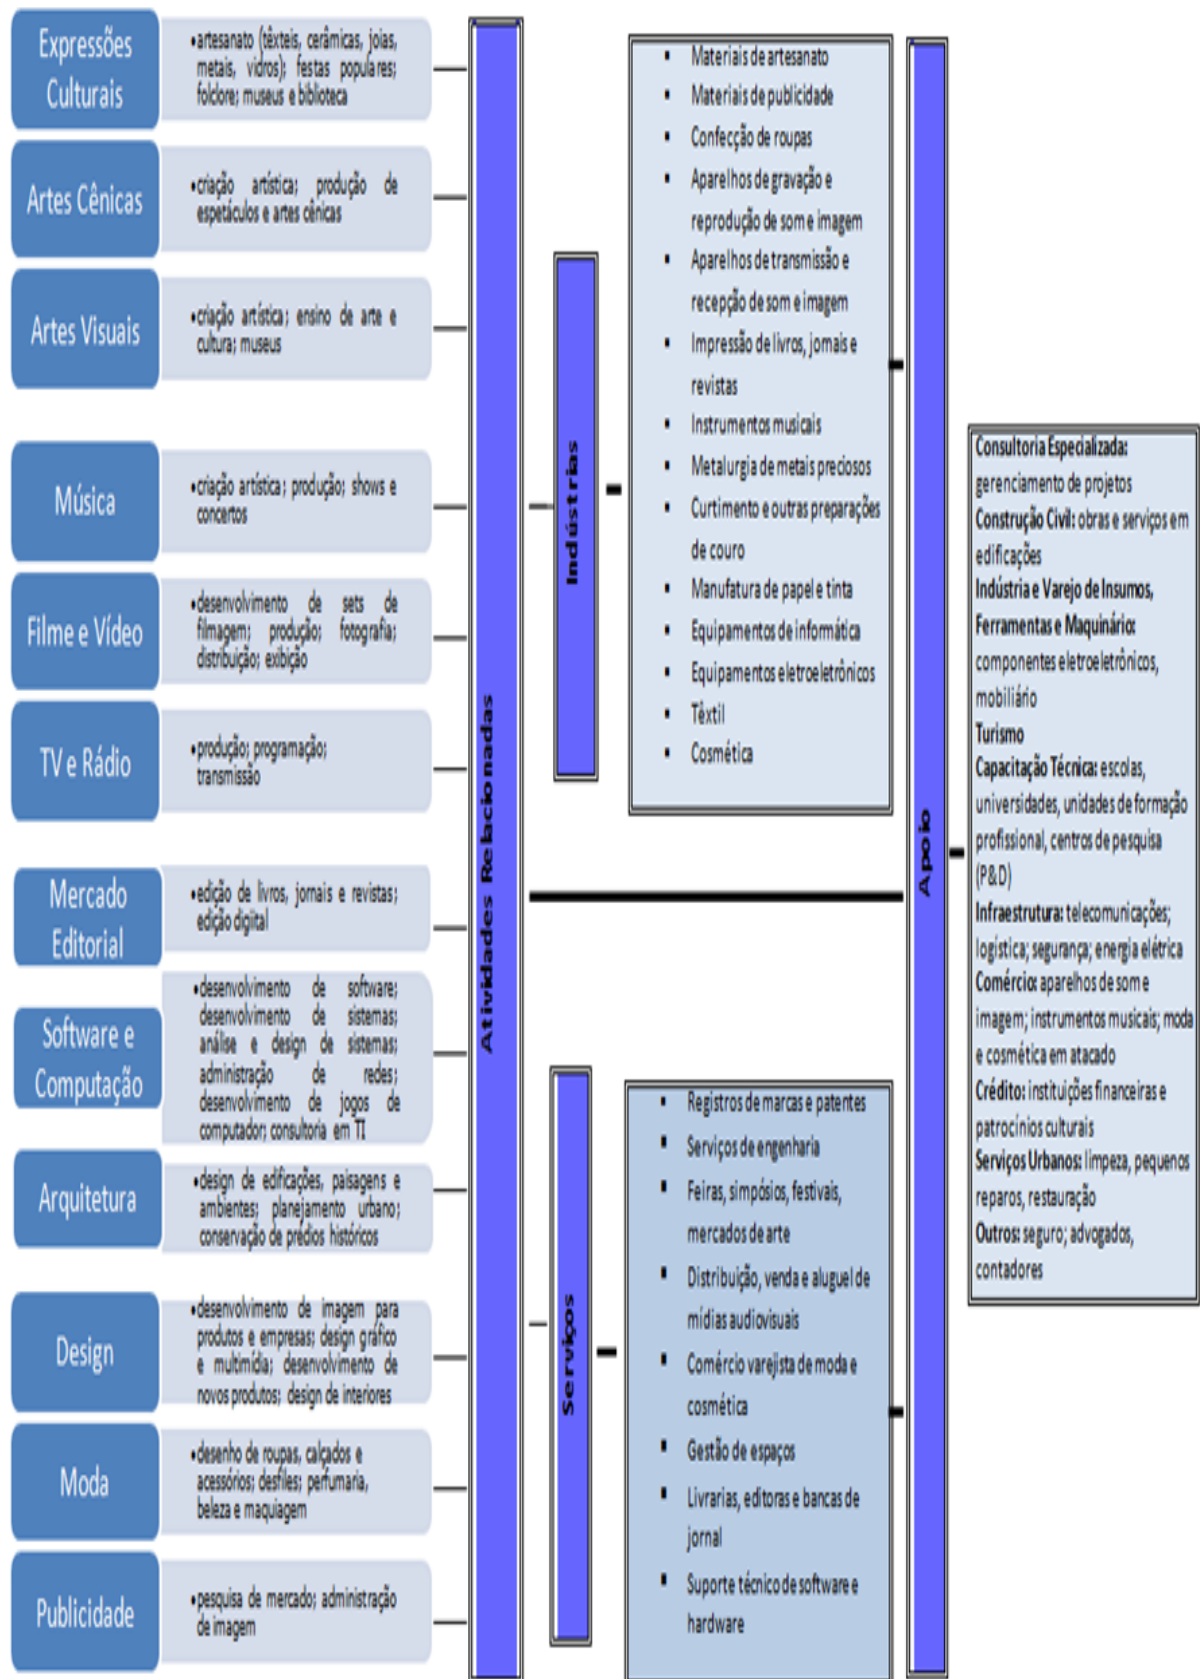 Expressões
Culturais
•artesanato (têxteis, cerâmicas, joias,
metais, vidros); festas populares;
folclore; museus e biblioteca
Artes Cênicas
•criação artística; produção de
espetáculos e artes cênicas
Artes Visuais
•criação artística; ensino de arte e
cultura; museus
Música
•criação artística; produção; shows e
concertos
Filme e Vídeo
•desenvolvimento de sets de
filmagem; produção; fotografia;
distribuição; exibição
TV e Rádio
•produção; programação;
transmissão
Mercado
Editorial
•edição de livros, jornais e revistas;
edição digital
Software e
Computação
•desenvolvimento de software;
desenvolvimento de sistemas;
análise e design de sistemas;
administração de redes;
desenvolvimento de jogos de
computador; consultoria em TI
Arquitetura
•design de edificações, paisagens e
ambientes; planejamento urbano;
conservação de prédios históricos
Design
•desenvolvimento de imagem para
produtos e empresas; design gráfico
e multimídia; desenvolvimento de
novos produtos; design de interiores
Moda
•desenho de roupas, calçados e
acessórios; desfiles; perfumaria,
beleza e maquiagem
Publicidade
•pesquisa de mercado; administração
de imagem
Atividades Relacionadas
Indústrias
▪ Materiais de artesanato
▪ Materiais de publicidade
▪ Confecção de roupas
▪ Aparelhos de gravação e
reprodução de som e imagem
▪ Aparelhos de transmissão e
recepção de som e imagem
▪ Impressão de livros, jornais e
revistas
▪ Instrumentos musicais
▪ Metalurgia de metais preciosos
▪ Curtimento e outras preparações
de couro
▪ Manufatura de papel e tinta
▪ Equipamentos de informática
▪ Equipamentos eletroeletrônicos
▪ Têxtil
▪ Cosmética
Serviços
▪ Registros de marcas e patentes
▪ Serviços de engenharia
▪ Feiras, simpósios, festivais,
mercados de arte
▪ Distribuição, venda e aluguel de
mídias audiovisuais
▪ Comércio varejista de moda e
cosmética
▪ Gestão de espaços
▪ Livrarias, editoras e bancas de
jornal
▪ Suporte técnico de software e
hardware
Apoio
Consultoria Especializada:
gerenciamento de projetos
Construção Civil: obras e serviços em
edificações
Indústria e Varejo de Insumos,
Ferramentas e Maquinário:
componentes eletroeletrônicos,
mobiliário
Turismo
Capacitação Técnica: escolas,
universidades, unidades de formação
profissional, centros de pesquisa
(P&D)
Infraestrutura: telecomunicações;
logística; segurança; energia elétrica
Comércio: aparelhos de som e
imagem; instrumentos musicais; moda
e cosmética em atacado
Crédito: instituições financeiras e
patrocínios culturais
Serviços Urbanos: limpeza, pequenos
reparos, restauração
Outros: seguro; advogados,
contadores